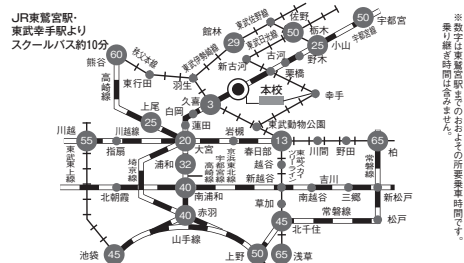 JR東鷲宮駅・
東武幸手駅より
スクールバス約10分
※数字は東鷲宮駅までのおおよその所要乗車時間です。
乗り継ぎ時間は含みません。
東武佐野線
佐野
50
宇都宮
館林
29
東武日光線
50
栃木
宇都宮線
東武伊勢崎線
25
小山
古河
野木
新古河
栗橋
60
秩父本線
熊谷
東行田
羽生
本校
幸手
高崎線
久喜
3
上尾
白岡
25
蓮田
東武動物公園
川越
55
川越線
指扇
20
大宮
岩槻
13
春日部
川間
野田
65
柏
東武東上線
埼京線
浦和
32
高崎線
宇都宮線
京浜東北線
越谷
東武スカイツリーライン
新越谷
吉川
常磐線
北朝霞
40
南浦和
南越谷
三郷
新松戸
草加
40
赤羽
45
北千住
常磐線
松戸
山手線
池袋
45
上野
50
65
浅草